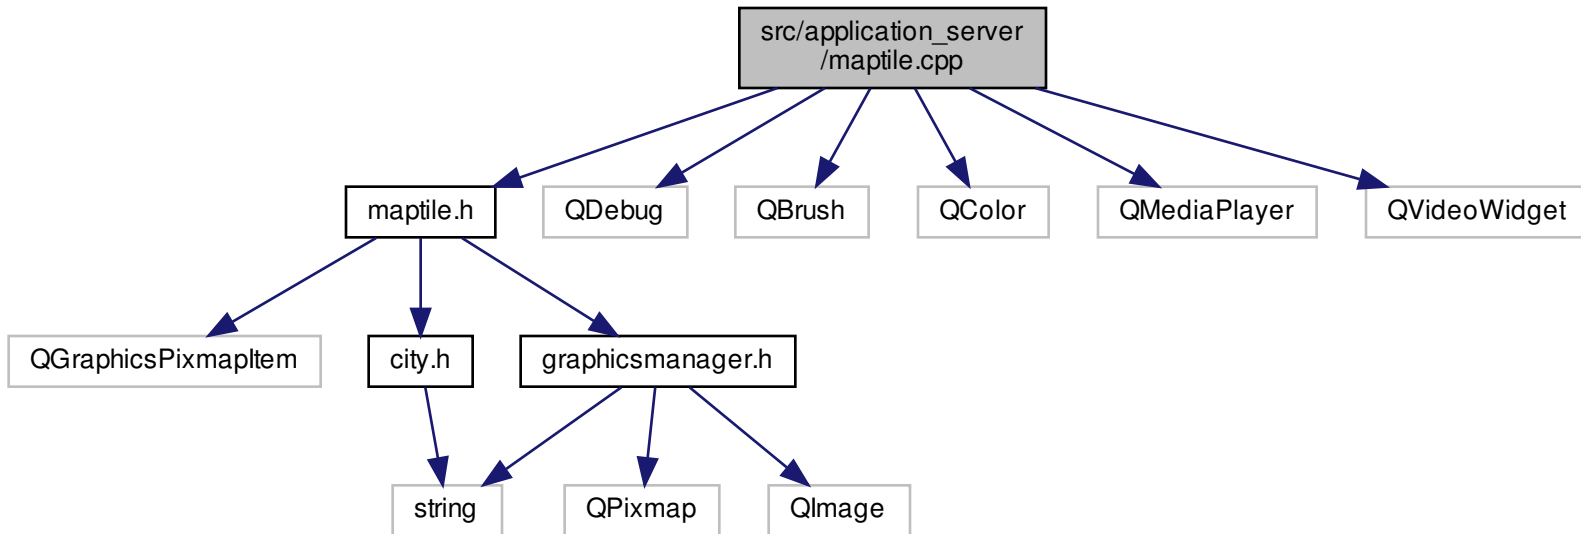 src/application_server
/maptile.cpp
maptile.h
QDebug
QBrush
QColor
QMediaPlayer
QVideoWidget
QGraphicsPixmapItem
city.h
graphicsmanager.h
string
QPixmap
QImage